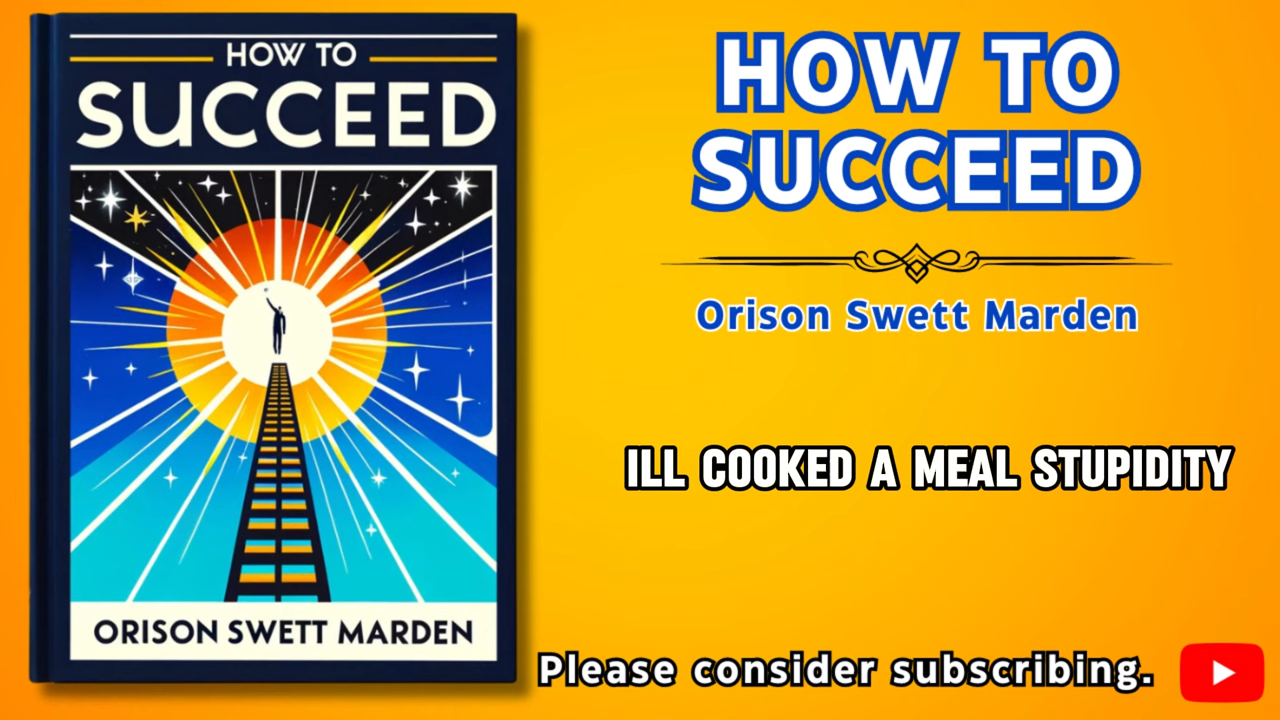 HOW TO
SUCCEED
ORISON SWETT MARDEN
HOW TO
SUCCEED
Orison Swett Marden
ILL COOKED A MEAL STUPIDITY
Please consider subscribing.